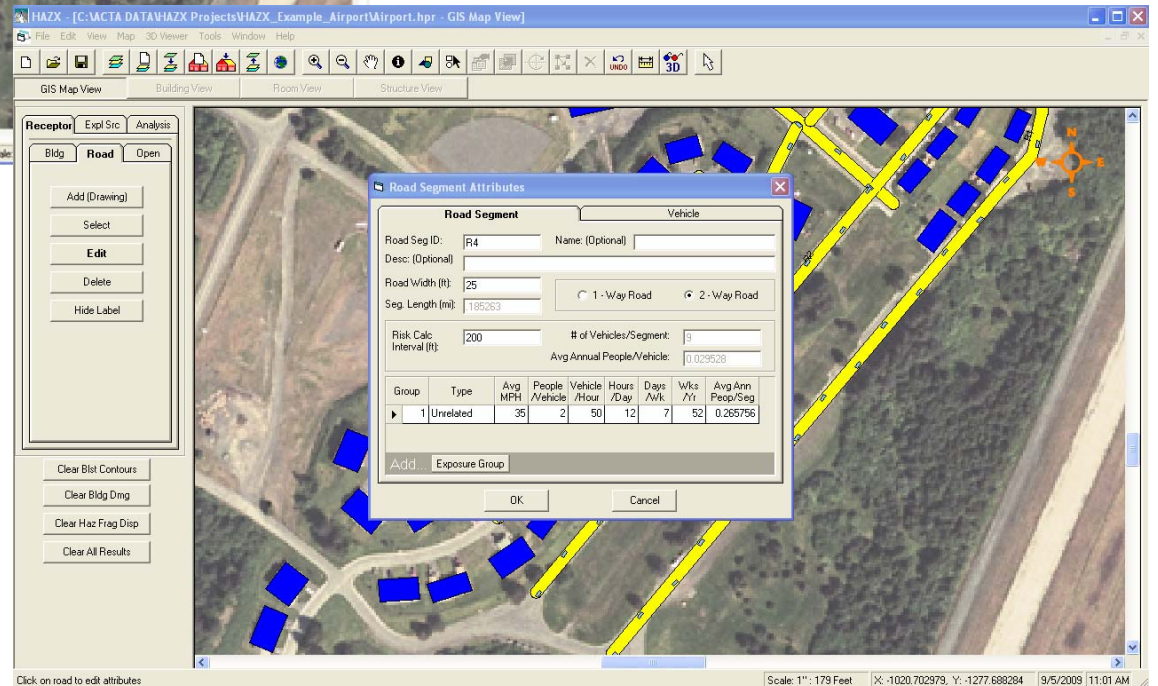 HAZX - [C:\ACTA DATA\HAZX Projects\HAZX_Example_Airport\Airport.hpr - GIS Map View]
File Edit View Map 3D Viewer Tools Window Help
UNDO 3D
GIS Map View Building View Room View Structure View
Receptor Expl Src Analysis
Bldg Road Open
Add (Drawing)
Select
Edit
Delete
Hide Label
Clear Blst Contours
Clear Bldg Dmg
Clear Haz Frag Disp
Clear All Results
N
E
S
Road Segment Attributes
Road Segment Vehicle
Road Seg ID: R4 Name: (Optional)
Desc: (Optional)
Road Width (ft): 25
1 - Way Road 2 - Way Road
Seg. Length (mi): .185263
Risk Calc Interval (ft): 200 # of Vehicles/Segment: 9
Avg Annual People/Vehicle: 0.029528
Group Type Avg MPH People /Vehicle Vehicle /Hour Hours /Day Days /Wk Wks /Yr Avg Ann Peop/Seg
1 Unrelated 35 2 50 12 7 52 0.265756
Add... Exposure Group
OK Cancel
Click on road to edit attributes Scale: 1" : 179 Feet X: -1020.702979, Y: -1277.688284 9/5/2009 11:01 AM